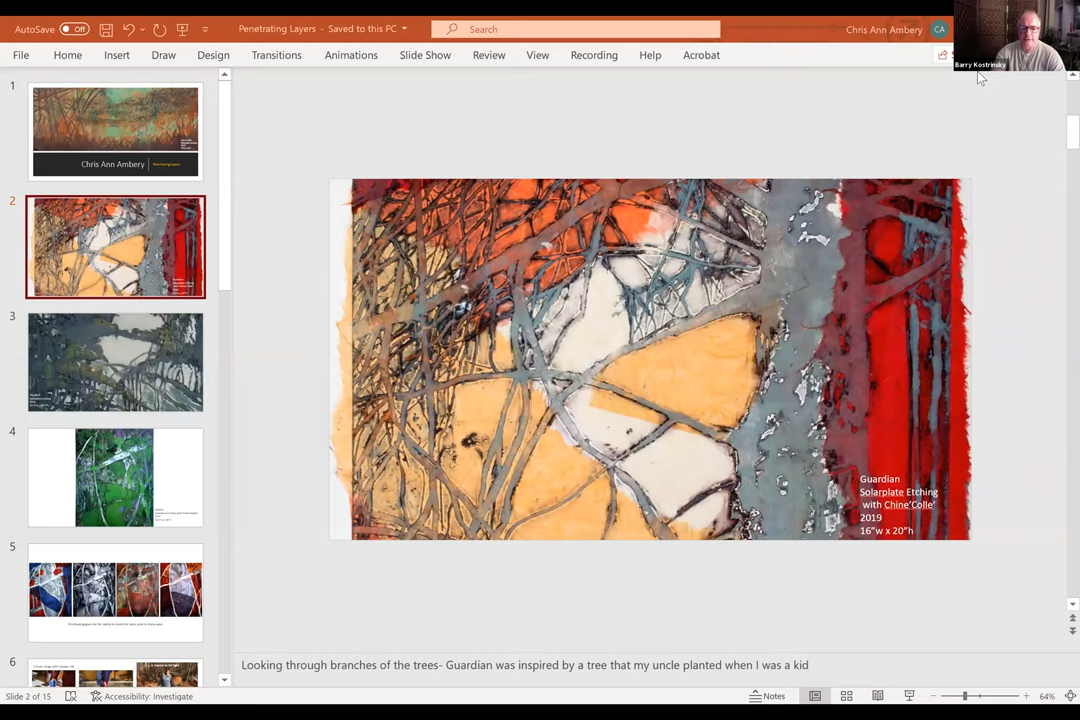 AutoSave Off
Penetrating Layers - Saved to this PC
Search
Chris Ann Ambery CA
Barry Kostrinsky
File Home Insert Draw Design Transitions Animations Slide Show Review View Recording Help Acrobat
1
Chris Ann Ambery
Penetrating Layers
2
3
4
5
6
Guardian
Solarplate Etching
with Chine'Colle'
2019
16"w x 20"h
Looking through branches of the trees- Guardian was inspired by a tree that my uncle planted when I was a kid
Slide 2 of 15
Accessibility: Investigate
Notes
64%